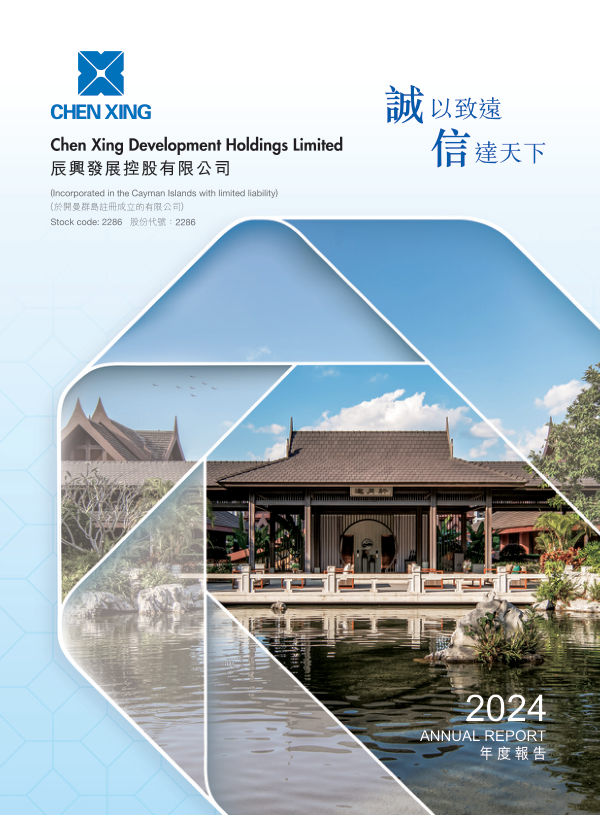 CHEN XING
Chen Xing Development Holdings Limited
辰興發展控股有限公司
(Incorporated in the Cayman Islands with limited liability)
(於開曼群島註冊成立的有限公司)
Stock code: 2286 股份代號：2286
誠以致遠
信達天下
軒月邀
2024
ANNUAL REPORT
年度報告